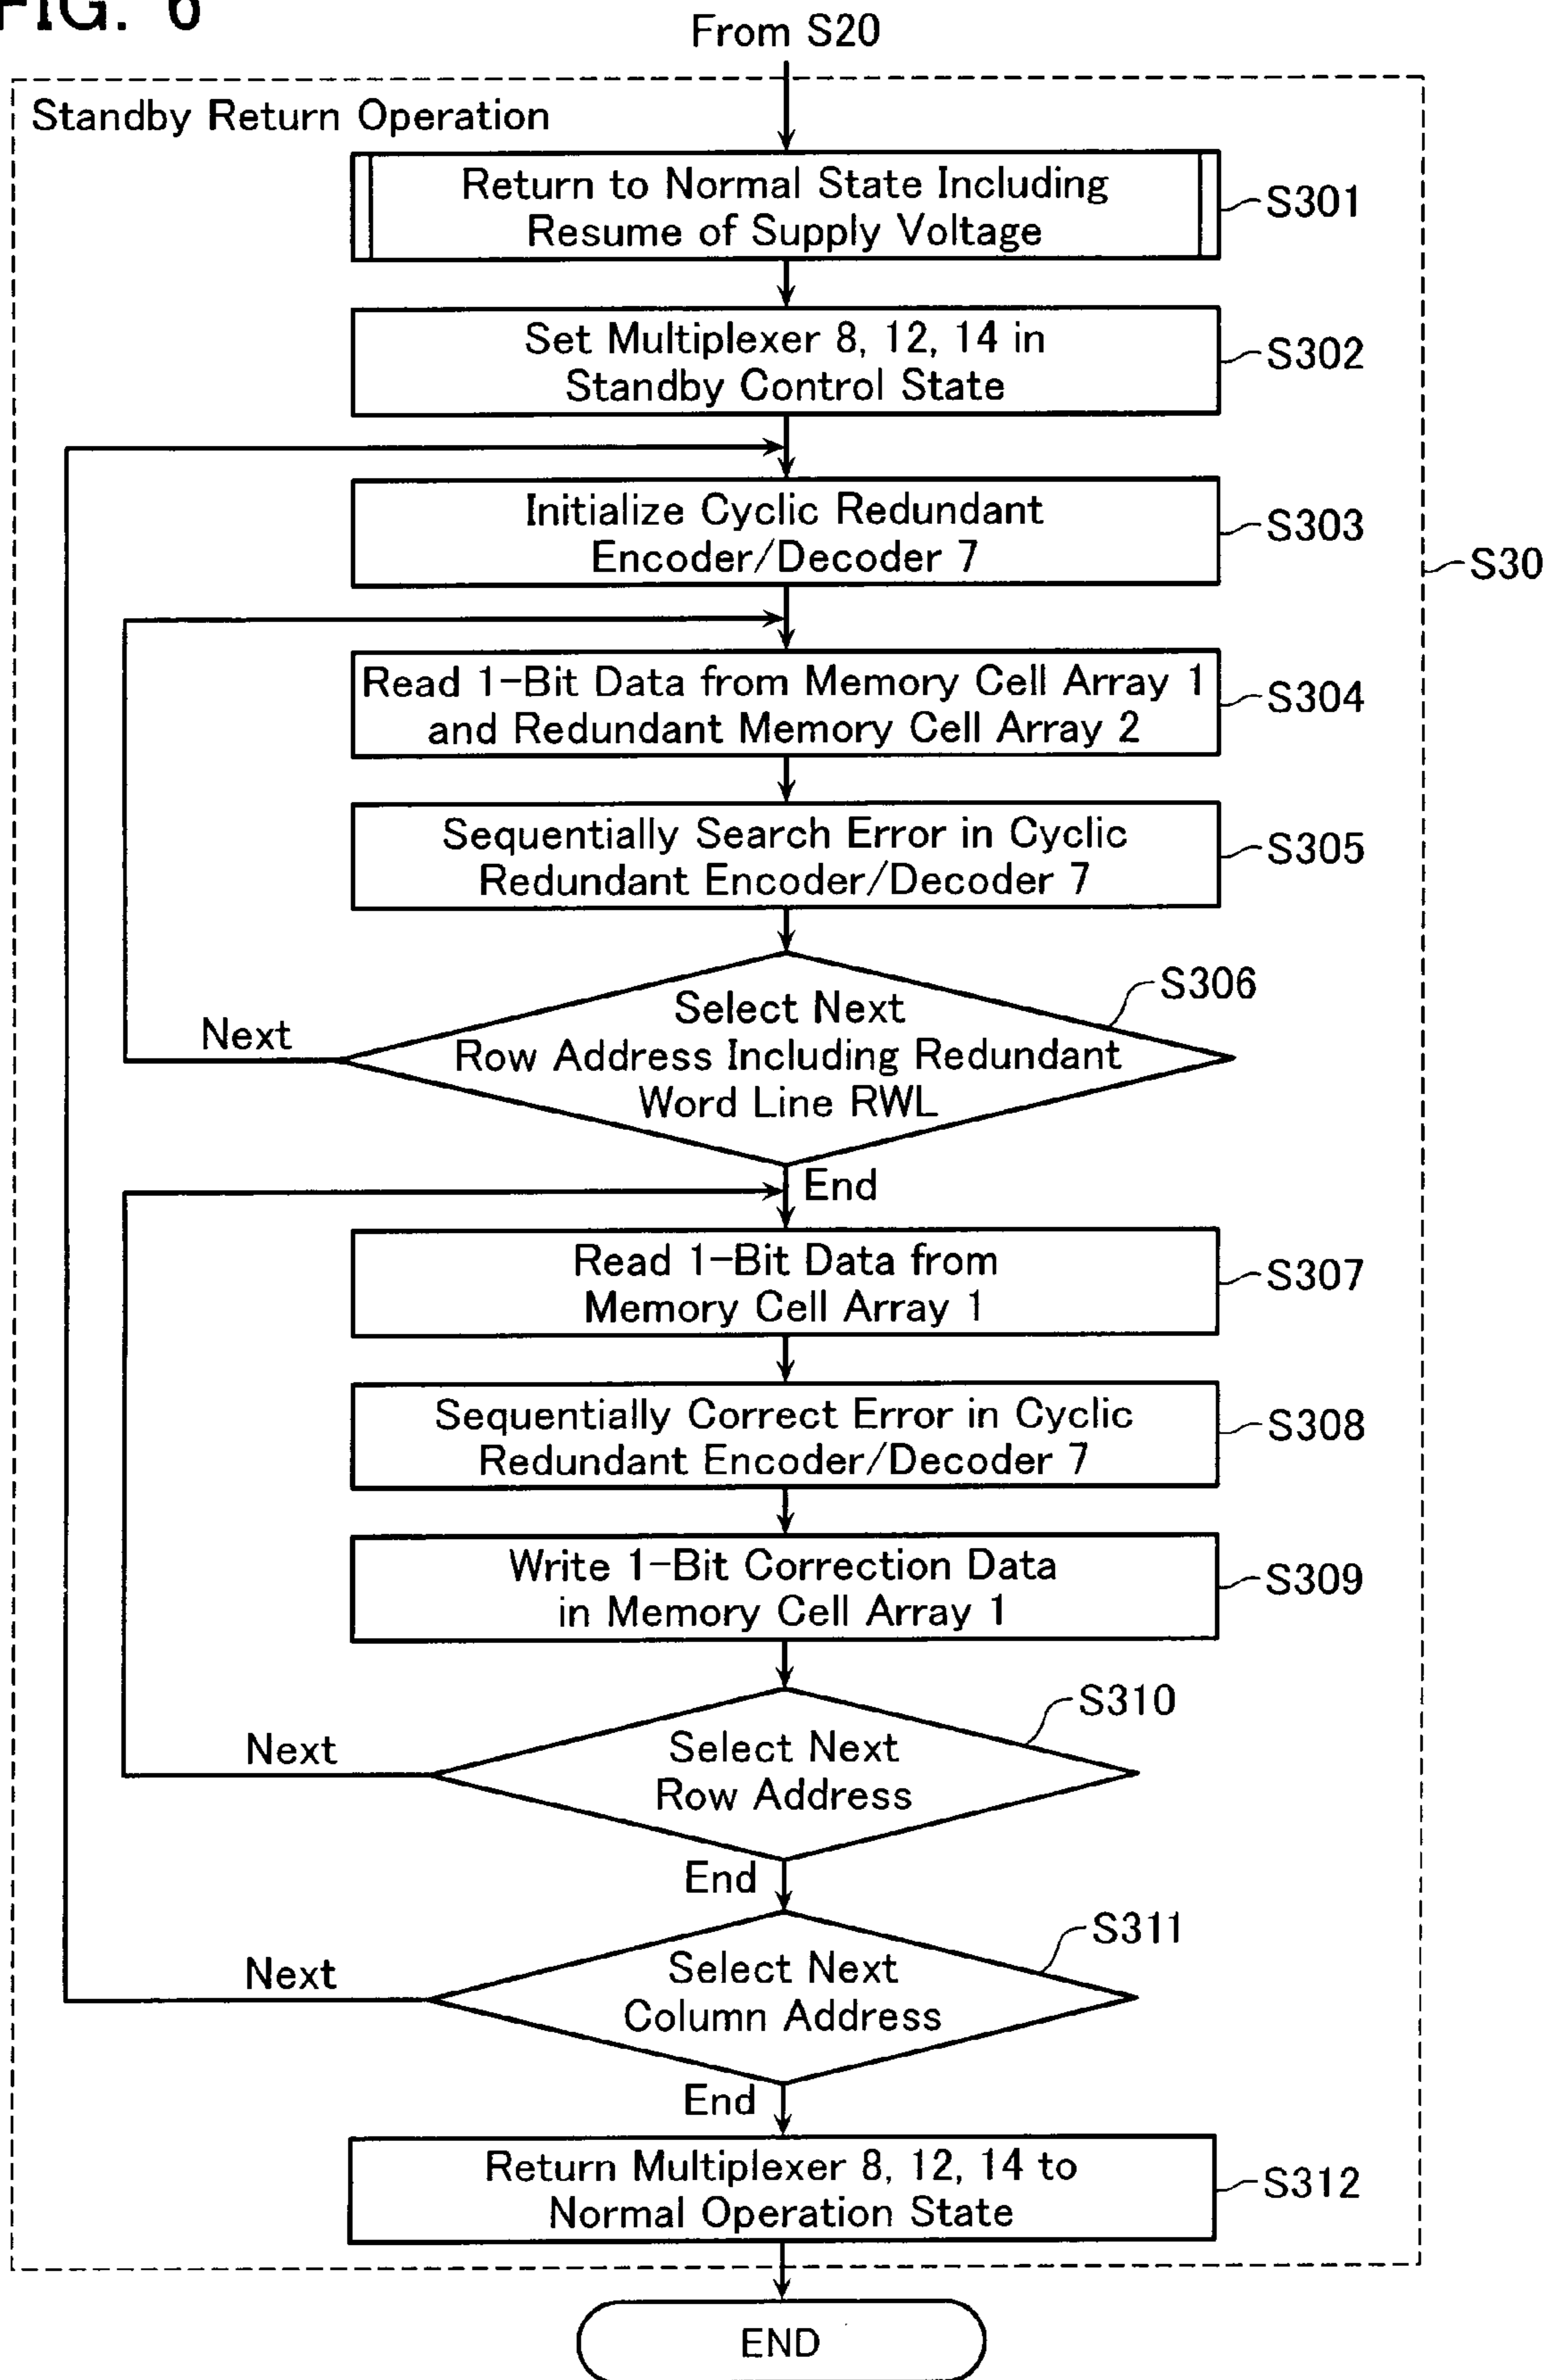 FIG. 6
From S20
Standby Return Operation
Return to Normal State Including
Resume of Supply Voltage
S301
Set Multiplexer 8, 12, 14 in
Standby Control State
S302
Initialize Cyclic Redundant
Encoder/Decoder 7
S303
S30
Read 1-Bit Data from Memory Cell Array 1
and Redundant Memory Cell Array 2
S304
Sequentially Search Error in Cyclic
Redundant Encoder/Decoder 7
S305
S306
Select Next
Row Address Including Redundant
Word Line RWL
Next
End
Read 1-Bit Data from
Memory Cell Array 1
S307
Sequentially Correct Error in Cyclic
Redundant Encoder/Decoder 7
S308
Write 1-Bit Correction Data
in Memory Cell Array 1
S309
S310
Select Next
Row Address
Next
End
S311
Select Next
Column Address
Next
End
Return Multiplexer 8, 12, 14 to
Normal Operation State
S312
END